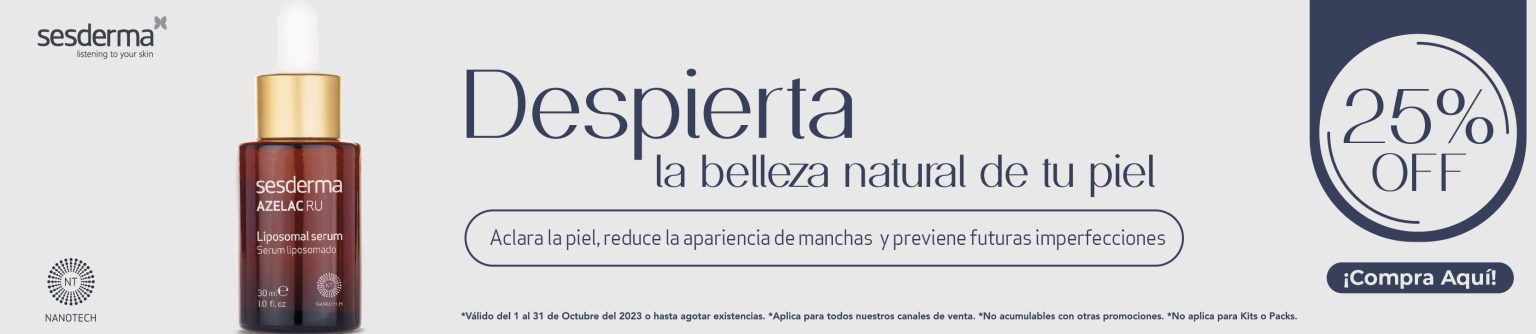 sesderma
listening to your skin
sesderma
AZELAC RU
Liposomal serum
Serum liposomado
30 ml ℮
1.0 fl. oz
NANOTECH
NT
NANOTECH
Despierta
la belleza natural de tu piel
Aclara la piel, reduce la apariencia de manchas y previene futuras imperfecciones
*Válido del 1 al 31 de Octubre del 2023 o hasta agotar existencias. *Aplica para todos nuestros canales de venta. *No acumulables con otras promociones. *No aplica para Kits o Packs.
25%
OFF
¡Compra Aquí!